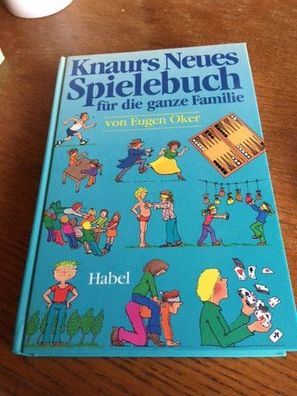 Knaurs Neues
Spielebuch
für die ganze Familie
von Eugen Oker
Habel